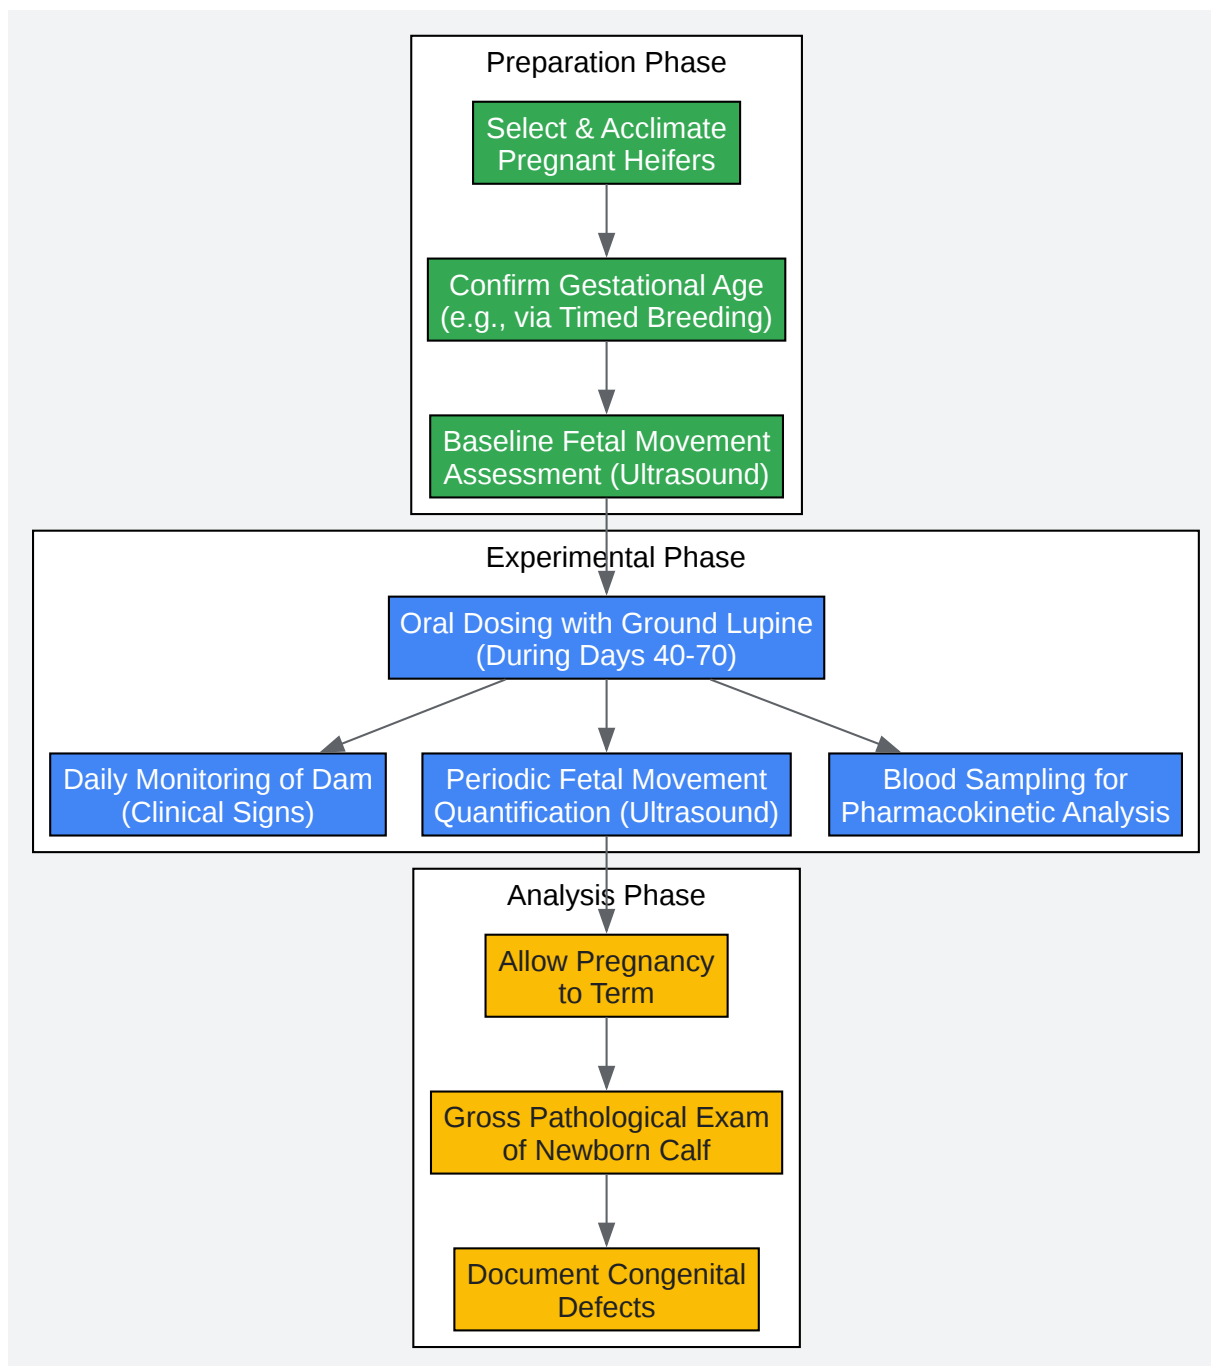 Preparation Phase
Select & Acclimate
Pregnant Heifers
Confirm Gestational Age
(e.g., via Timed Breeding)
Baseline Fetal Movement
Assessment (Ultrasound)
Experimental Phase
Oral Dosing with Ground Lupine
(During Days 40-70)
Daily Monitoring of Dam
(Clinical Signs)
Periodic Fetal Movement
Quantification (Ultrasound)
Blood Sampling for
Pharmacokinetic Analysis
Analysis Phase
Allow Pregnancy
to Term
Gross Pathological Exam
of Newborn Calf
Document Congenital
Defects